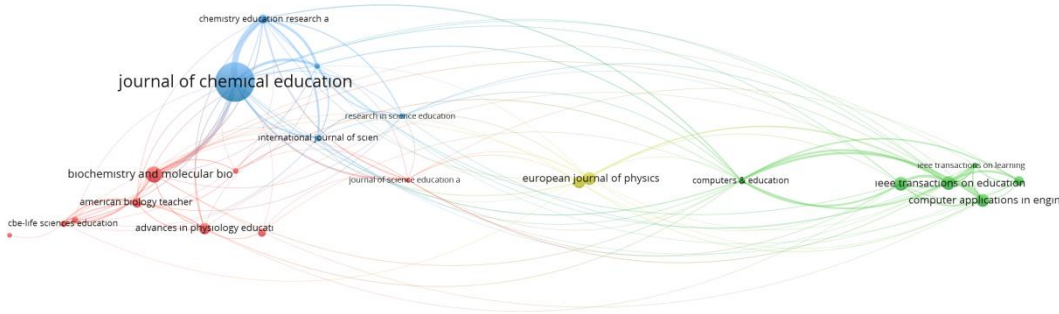 chemistry education research a
journal of chemical education
research in science education
international journal of scien
biochemistry and molecular bio
journal of science education a
european journal of physics
computers & education
ieee transactions on learning
ieee transactions on education
american biology teacher
computer applications in engin
cbe-life sciences education
advances in physiology educati